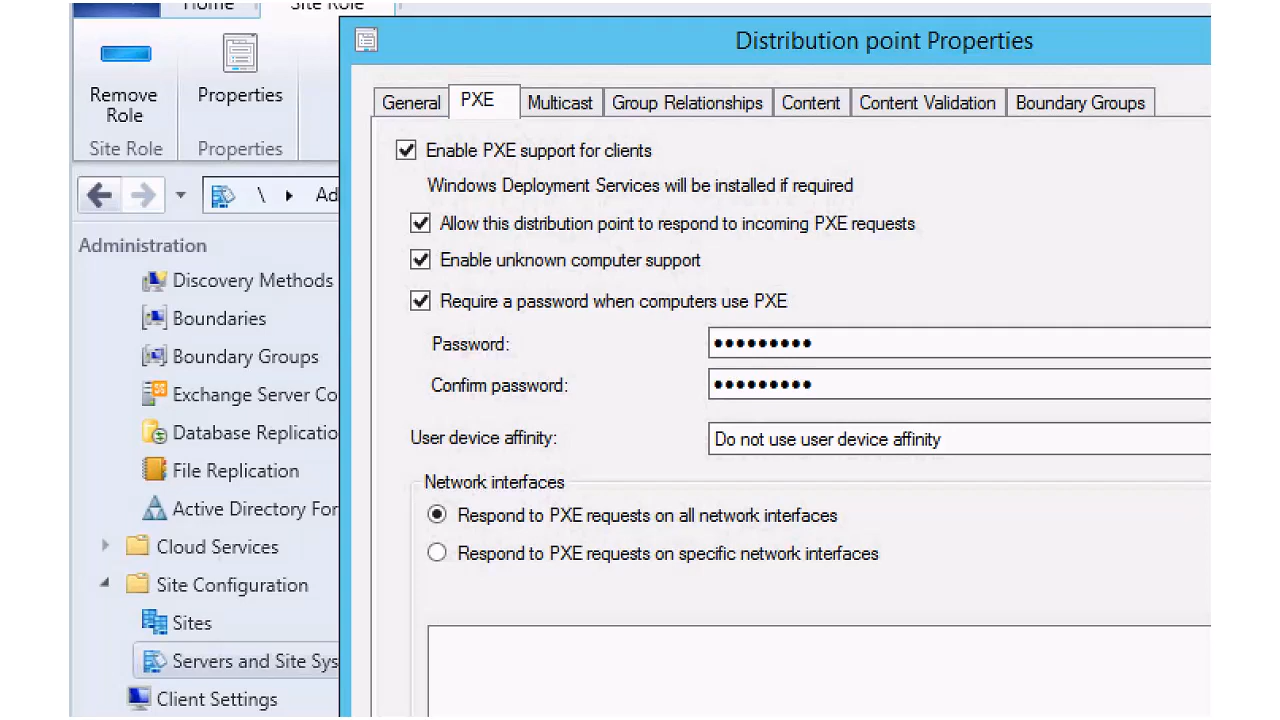 Home
Site Role
Remove
Role
Properties
Site Role
Properties
\ Ad
Administration
Discovery Methods
Boundaries
Boundary Groups
Exchange Server Co
Database Replicatio
File Replication
Active Directory For
Cloud Services
Site Configuration
Sites
Servers and Site Sys
Client Settings
Distribution point Properties
General
PXE
Multicast
Group Relationships
Content
Content Validation
Boundary Groups
Enable PXE support for clients
Windows Deployment Services will be installed if required
Allow this distribution point to respond to incoming PXE requests
Enable unknown computer support
Require a password when computers use PXE
Password: •••••••••
Confirm password: •••••••••
User device affinity: Do not use user device affinity
Network interfaces
Respond to PXE requests on all network interfaces
Respond to PXE requests on specific network interfaces